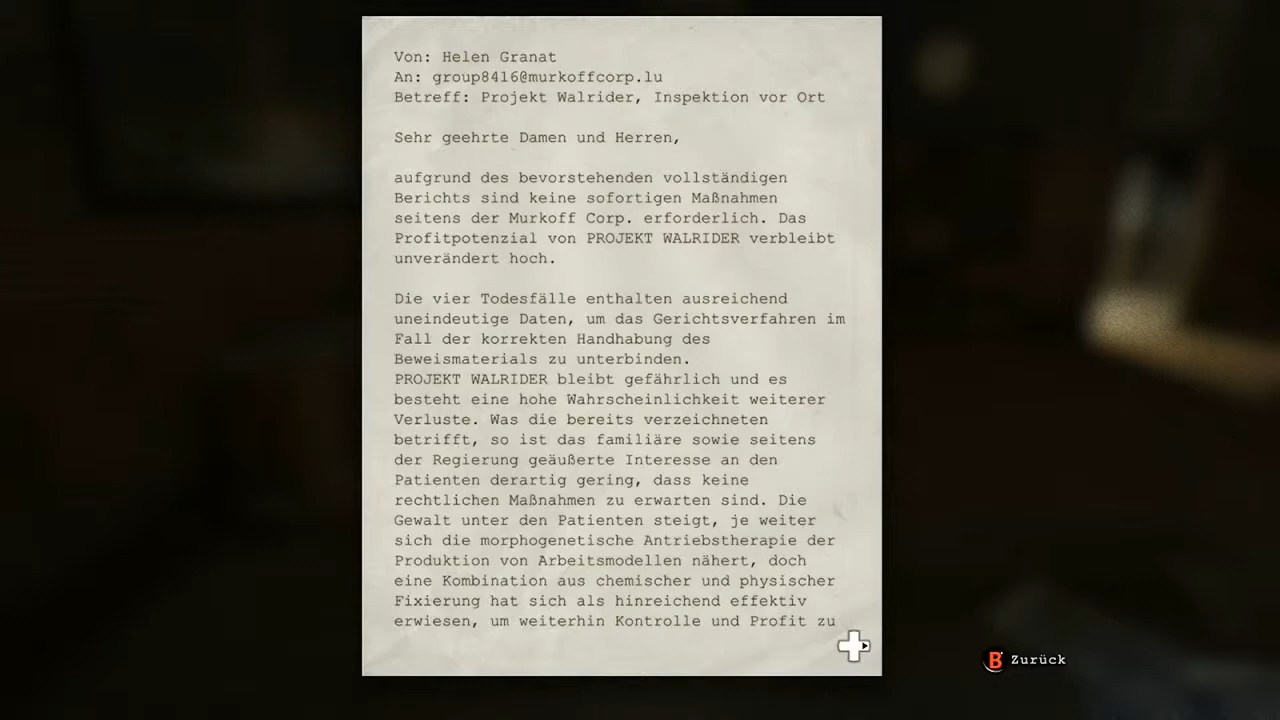 Von: Helen Granat
An: group8416@murkoffcorp.lu
Betreff: Projekt Walrider, Inspektion vor Ort
Sehr geehrte Damen und Herren,
aufgrund des bevorstehenden vollständigen
Berichts sind keine sofortigen Maßnahmen
seitens der Murkoff Corp. erforderlich. Das
Profitpotenzial von PROJEKT WALRIDER verbleibt
unverändert hoch.
Die vier Todesfälle enthalten ausreichend
uneindeutige Daten, um das Gerichtsverfahren im
Fall der korrekten Handhabung des
Beweismaterials zu unterbinden.
PROJEKT WALRIDER bleibt gefährlich und es
besteht eine hohe Wahrscheinlichkeit weiterer
Verluste. Was die bereits verzeichneten
betrifft, so ist das familiäre sowie seitens
der Regierung geäußerte Interesse an den
Patienten derartig gering, dass keine
rechtlichen Maßnahmen zu erwarten sind. Die
Gewalt unter den Patienten steigt, je weiter
sich die morphogenetische Antriebstherapie der
Produktion von Arbeitsmodellen nähert, doch
eine Kombination aus chemischer und physischer
Fixierung hat sich als hinreichend effektiv
erwiesen, um weiterhin Kontrolle und Profit zu
B Zurück